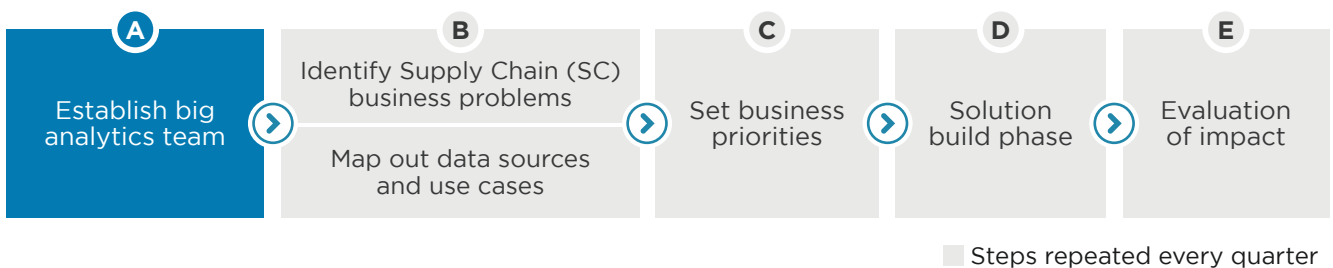 A
Establish big
analytics team
B
Identify Supply Chain (SC)
business problems
Map out data sources
and use cases
C
Set business
priorities
D
Solution
build phase
E
Evaluation
of impact
Steps repeated every quarter